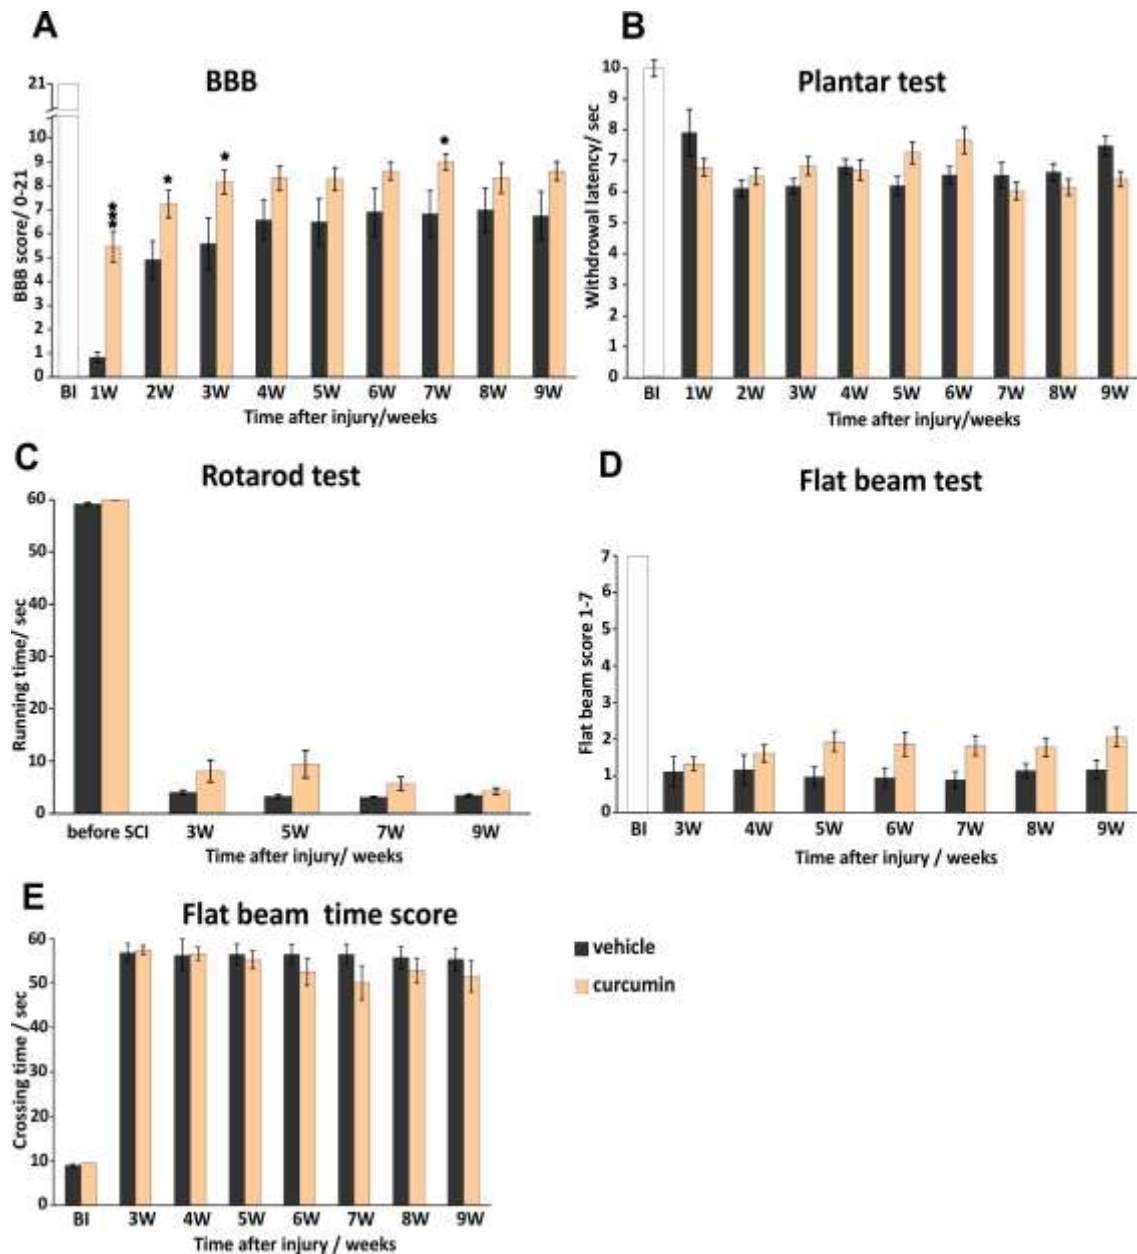 A
BBB
BBB score/ 0-21
21
10
9
8
7
6
5
4
3
2
1
0
***
*
*
*
BI 1W 2W 3W 4W 5W 6W 7W 8W 9W
Time after injury/weeks
B
Plantar test
Withdrowal latency/ sec
10
9
8
7
6
5
4
3
2
1
0
BI 1W 2W 3W 4W 5W 6W 7W 8W 9W
Time after injury/weeks
C
Rotarod test
Running time/ sec
60
50
40
30
20
10
0
before SCI 3W 5W 7W 9W
Time after injury/ weeks
D
Flat beam test
Flat beam score 1-7
7
6
5
4
3
2
1
0
BI 3W 4W 5W 6W 7W 8W 9W
Time after injury / weeks
E
Flat beam time score
Crossing time / sec
60
50
40
30
20
10
0
BI 3W 4W 5W 6W 7W 8W 9W
Time after injury / weeks
vehicle
curcumin